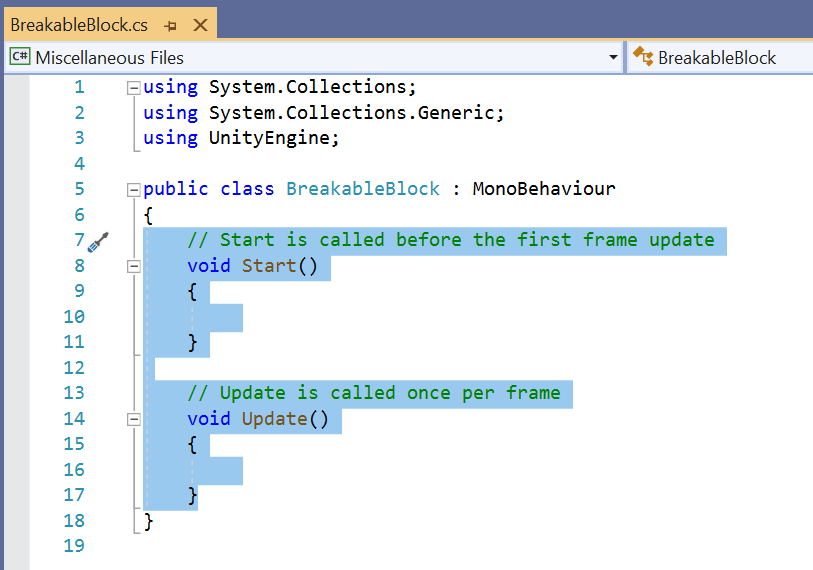 BreakableBlock.cs
C# Miscellaneous Files BreakableBlock
1 using System.Collections;
2 using System.Collections.Generic;
3 using UnityEngine;
4
5 public class BreakableBlock : MonoBehaviour
6 {
7 // Start is called before the first frame update
8 void Start()
9 {
10
11 }
12
13 // Update is called once per frame
14 void Update()
15 {
16
17 }
18 }
19